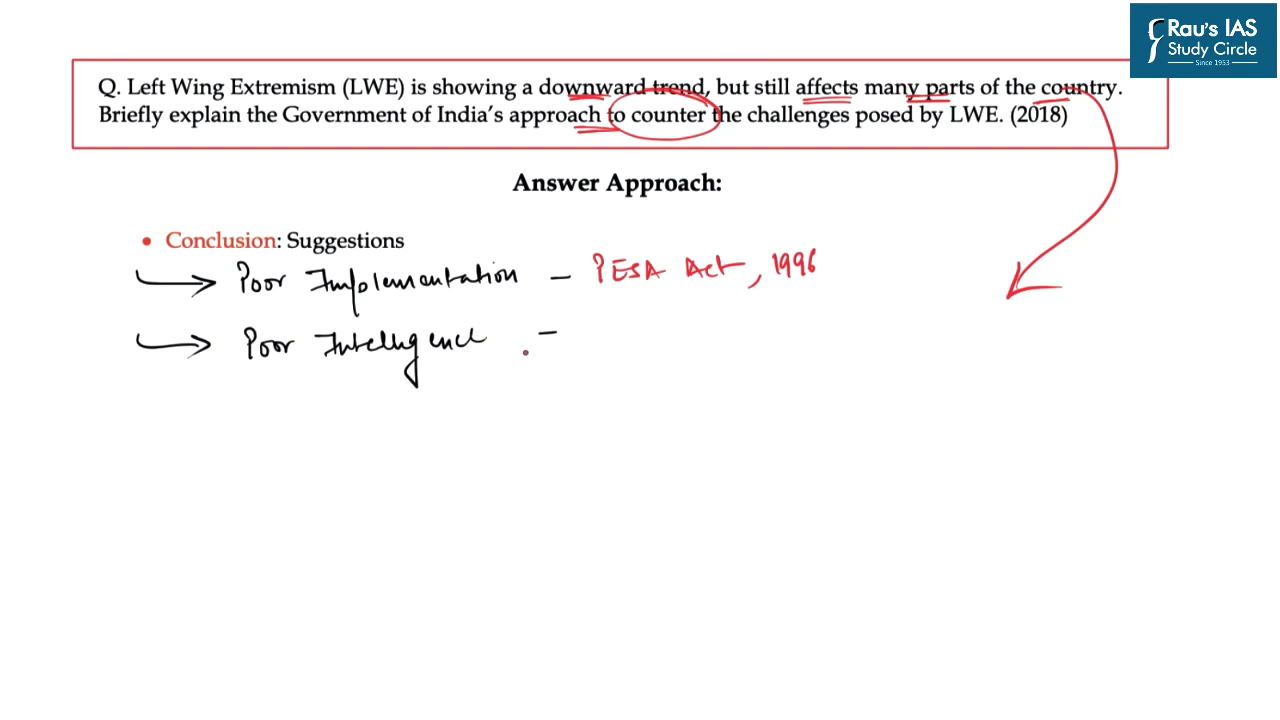 Rau's IAS
Study Circle
Since 1953
Q. Left Wing Extremism (LWE) is showing a downward trend, but still affects many parts of the country.
Briefly explain the Government of India's approach to counter the challenges posed by LWE. (2018)
Answer Approach:
• Conclusion: Suggestions
→ Poor Implementation - PESA Act, 1996
→ Poor Intelligence -